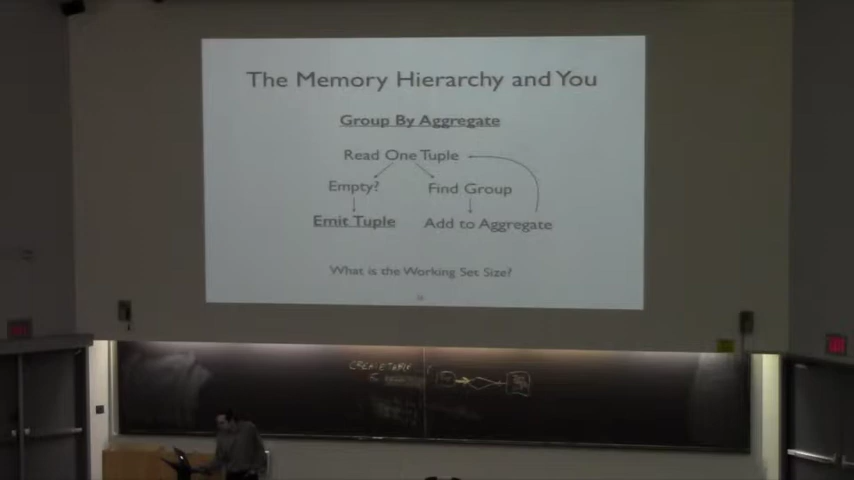 The Memory Hierarchy and You
Group By Aggregate
Read One Tuple
Empty? Find Group
Emit Tuple Add to Aggregate
What is the Working Set Size?
CREATE TABLE